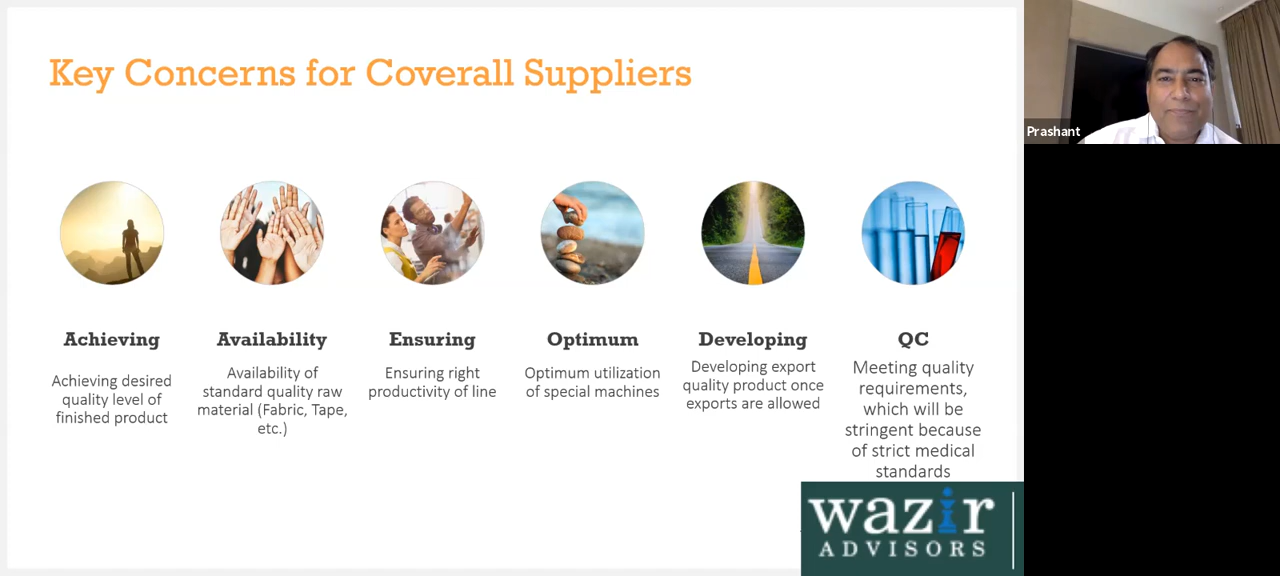 Key Concerns for Coverall Suppliers
Prashant
Achieving
Achieving desired
quality level of
finished product
Availability
Availability of
standard quality raw
material (Fabric, Tape,
etc.)
Ensuring
Ensuring right
productivity of line
Optimum
Optimum utilization
of special machines
Developing
Developing export
quality product once
exports are allowed
QC
Meeting quality
requirements,
which will be
stringent because
of strict medical
standards
wazir
ADVISORS